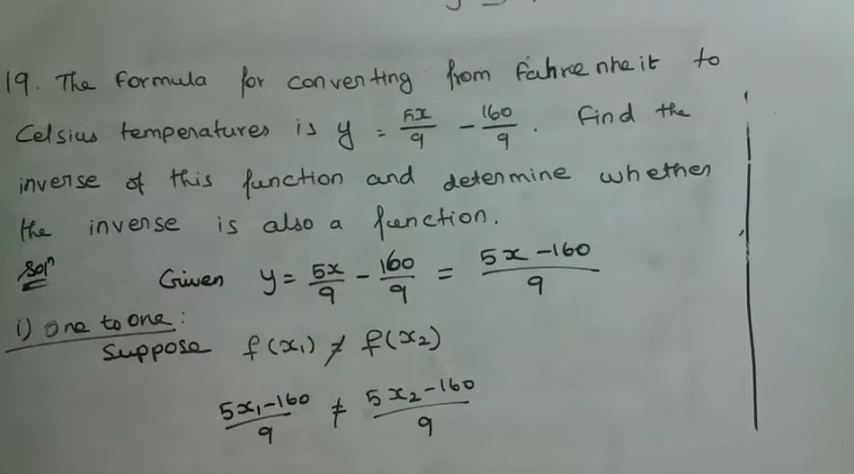 19. The formula for converting from Fahrenheit to
Celsius temperatures is y = 5x/9 - 160/9. Find the
inverse of this function and determine whether
the inverse is also a function.
Soln Given y = 5x/9 - 160/9 = (5x - 160)/9
i) One to one:
Suppose f(x₁) ≠ f(x₂)
(5x₁-160)/9 ≠ (5x₂-160)/9